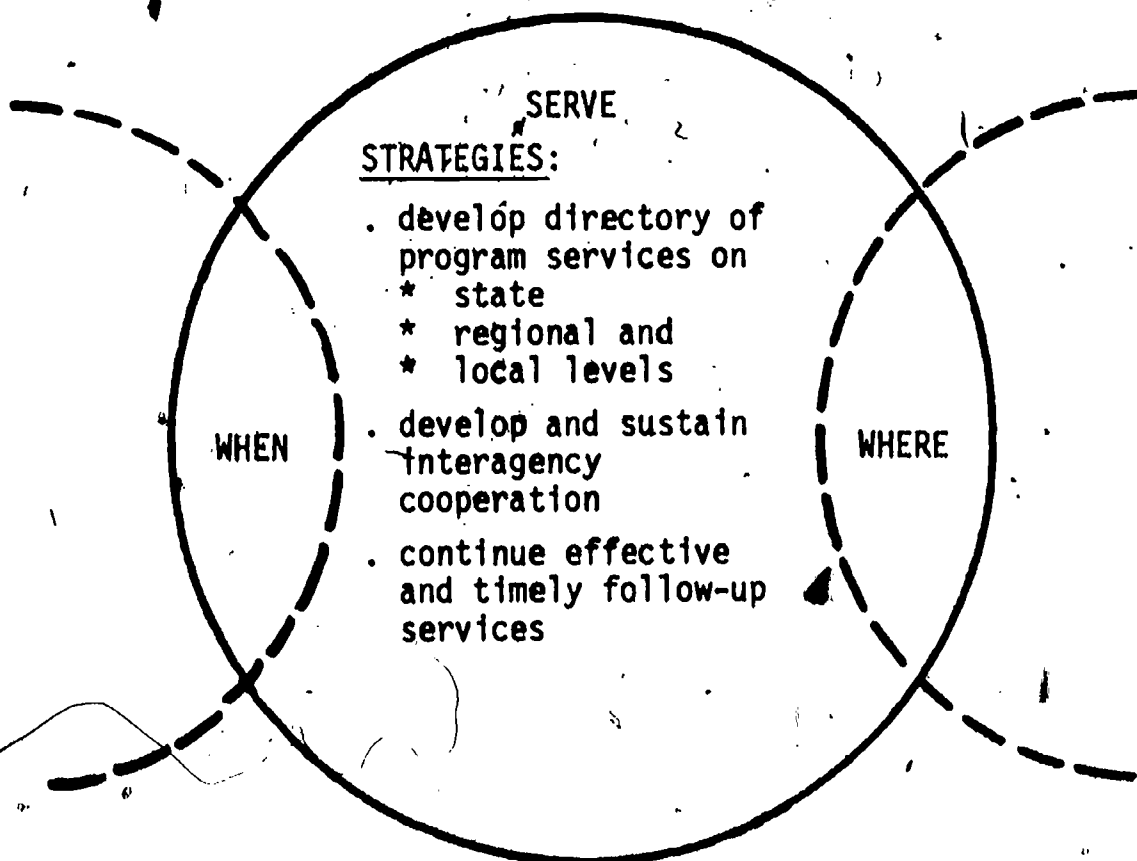 SERVE
STRATEGIES:
. develop directory of
program services on
* state
* regional and
* local levels
. develop and sustain
interagency
cooperation
. continue effective
and timely follow-up
services
WHEN
WHERE